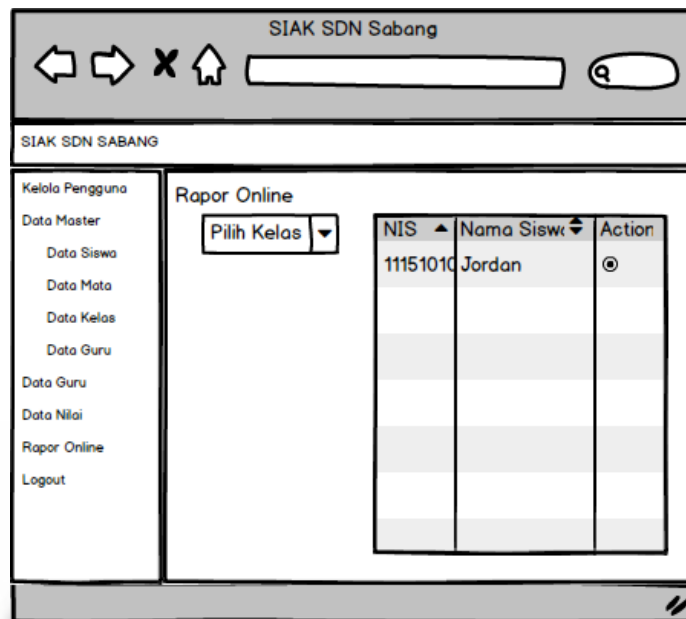 SIAK SDN Sabang
SIAK SDN SABANG
Kelola Pengguna
Data Master
Data Siswa
Data Mata
Data Kelas
Data Guru
Data Guru
Data Nilai
Rapor Online
Logout
Rapor Online
Pilih Kelas
NIS Nama Siswa Action
11151010 Jordan